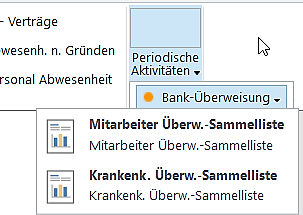 - Verträge
wesenh. n. Gründen
ersonal Abwesenheit
Periodische
Aktivitäten
Bank-Überweisung
Mitarbeiter Überw.-Sammelliste
Mitarbeiter Überw.-Sammelliste
Krankenk. Überw.-Sammelliste
Krankenk. Überw.-Sammelliste